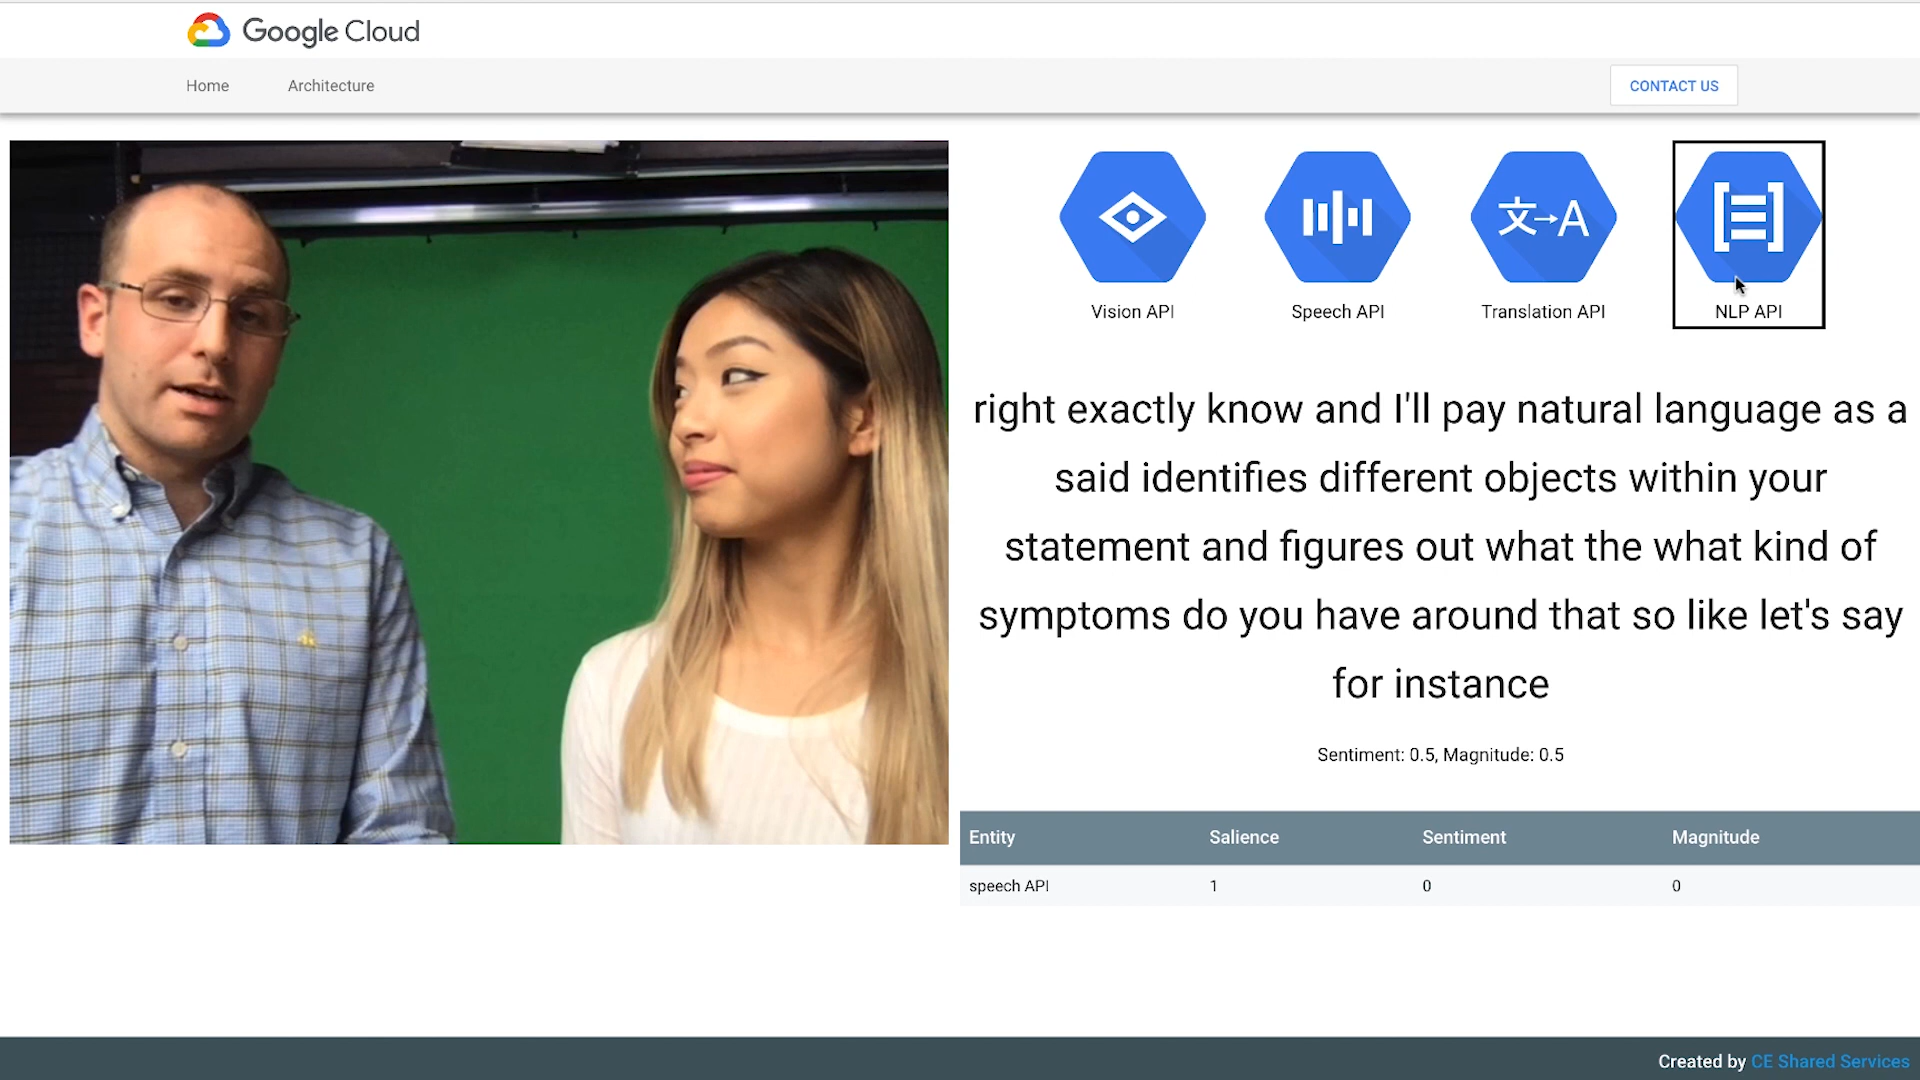 Google Cloud
Home
Architecture
CONTACT US
文→A
Vision API
Speech API
Translation API
NLP API
right exactly know and I'll pay natural language as a
said identifies different objects within your
statement and figures out what the what kind of
symptoms do you have around that so like let's say
for instance
Sentiment: 0.5, Magnitude: 0.5
Entity Salience Sentiment Magnitude
speech API 1 0 0
Created by CE Shared Services